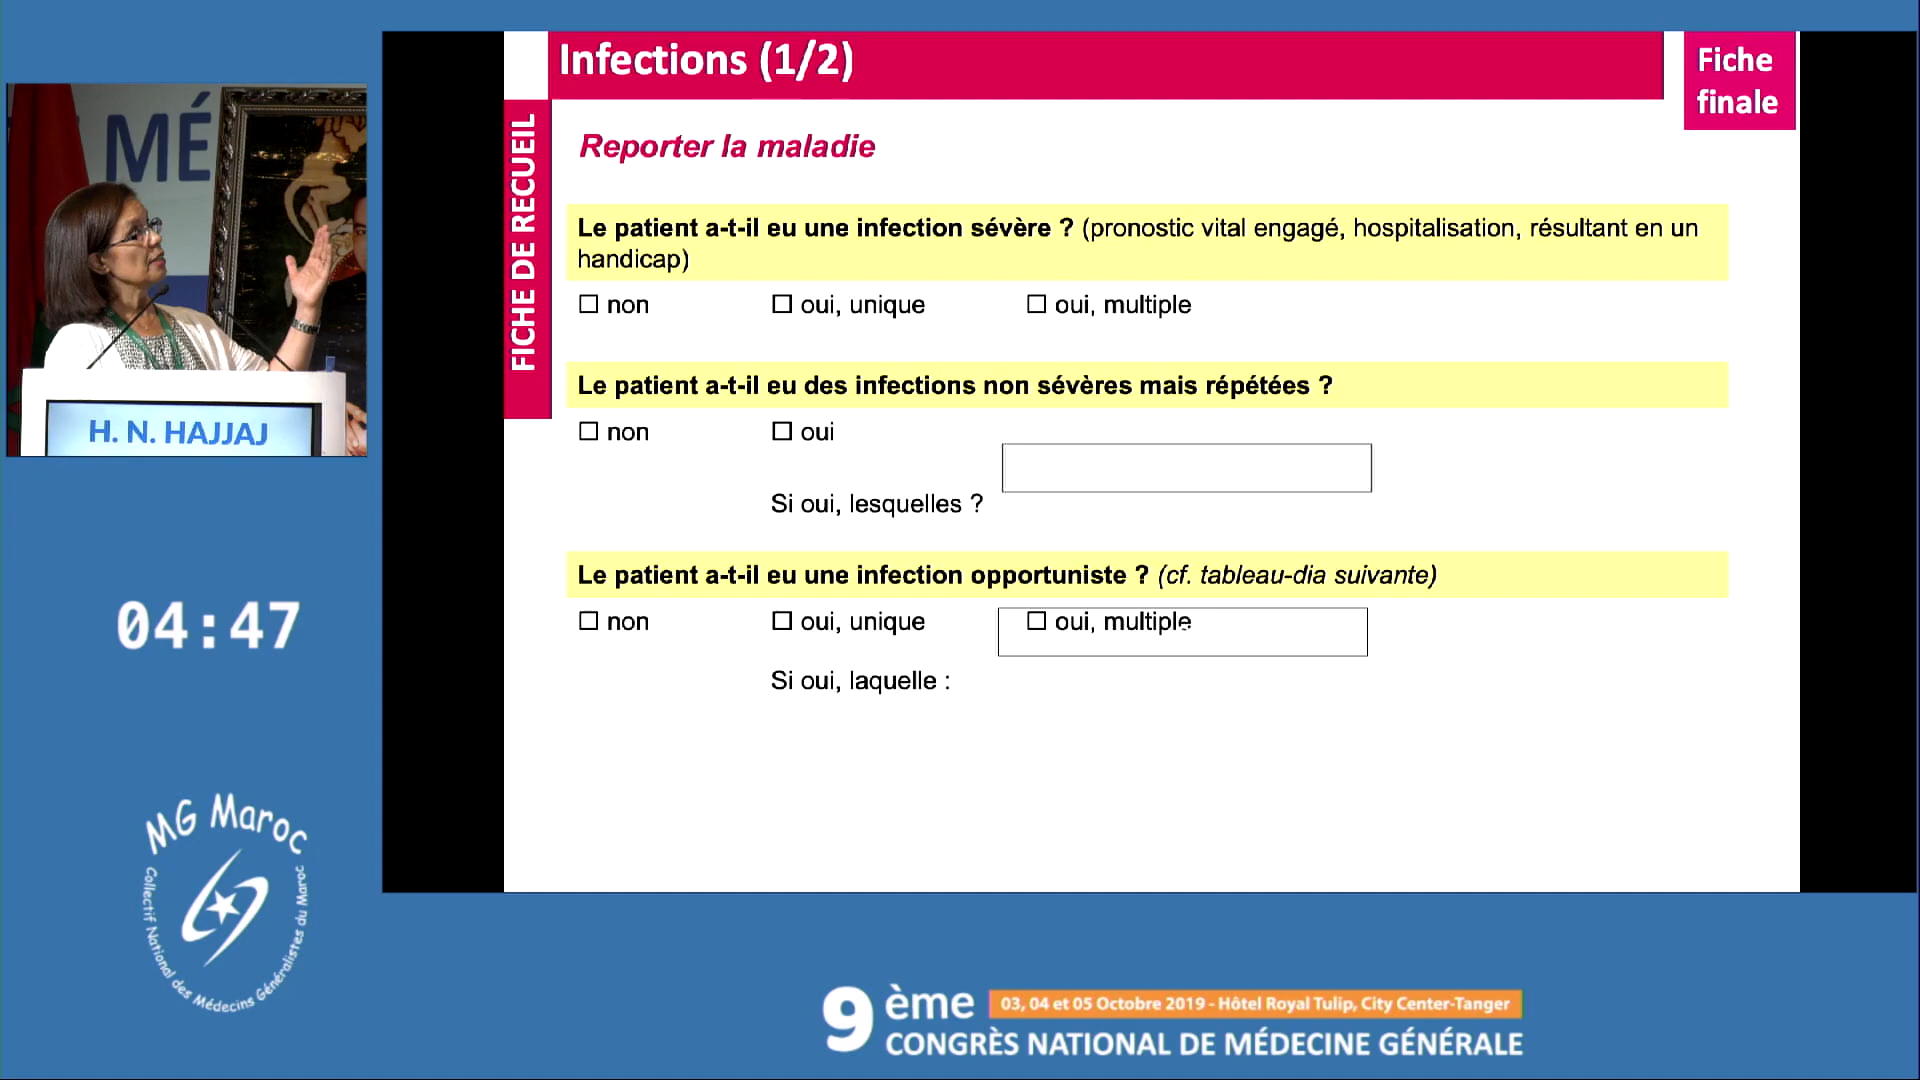 Infections (1/2)
Fiche
finale
MÉ
FICHE DE RECUEIL
Reporter la maladie
Le patient a-t-il eu une infection sévère ? (pronostic vital engagé, hospitalisation, résultant en un
handicap)
☐ non ☐ oui, unique ☐ oui, multiple
Le patient a-t-il eu des infections non sévères mais répétées ?
☐ non ☐ oui
Si oui, lesquelles ?
Le patient a-t-il eu une infection opportuniste ? (cf. tableau-dia suivante)
☐ non ☐ oui, unique ☐ oui, multiple
Si oui, laquelle :
H. N. HAJJAJ
04:47
MG Maroc
Collectif National des Médecins Généralistes du Maroc
9ème
03, 04 et 05 Octobre 2019 - Hôtel Royal Tulip, City Center-Tanger
CONGRÈS NATIONAL DE MÉDECINE GÉNÉRALE